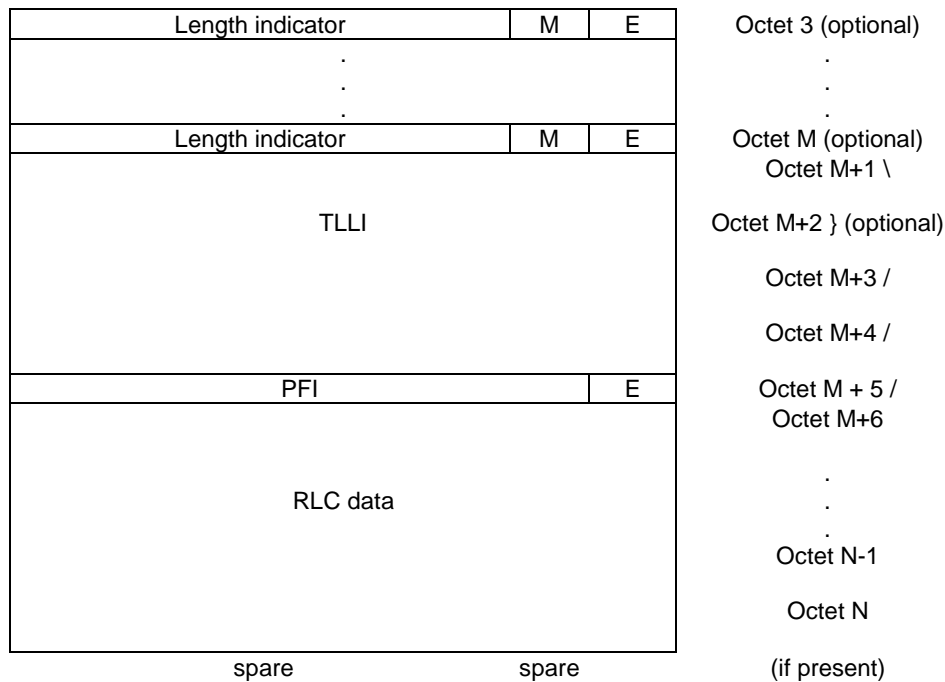 Length indicator M E Octet 3 (optional)
. .
. .
. .
Length indicator M E Octet M (optional)
Octet M+1 \
TLLI Octet M+2 } (optional)
Octet M+3 /
Octet M+4 /
PFI E Octet M + 5 /
Octet M+6
.
RLC data .
.
Octet N-1
Octet N
spare spare (if present)